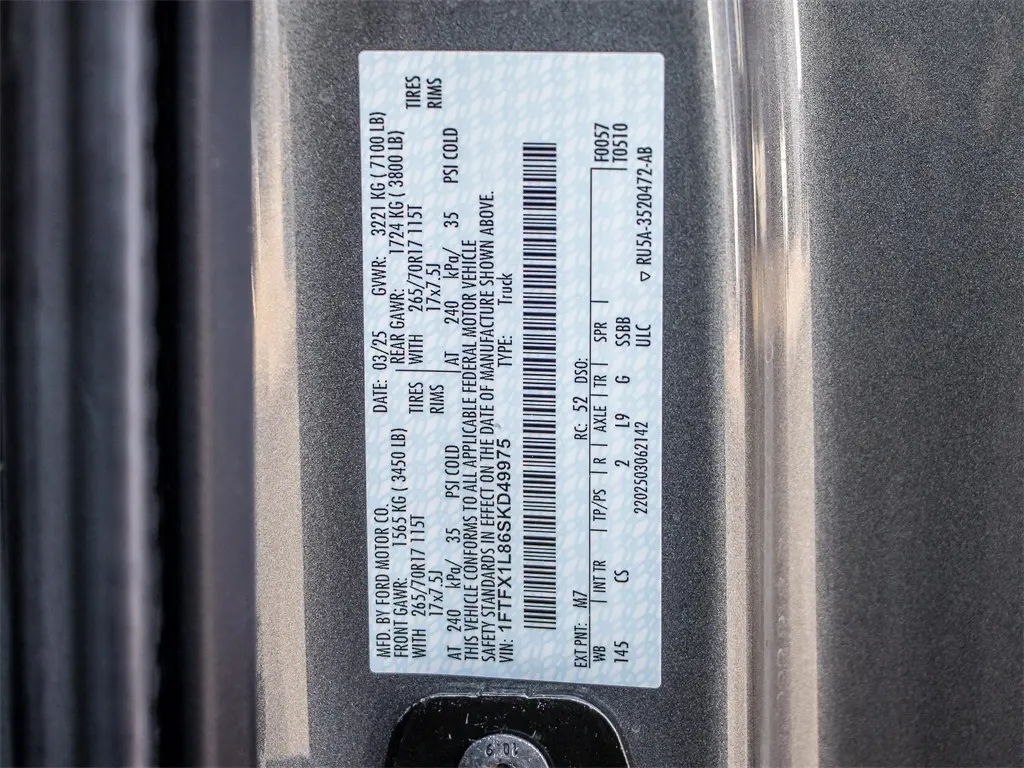 MFD. BY FORD MOTOR CO. DATE: 03/25 GVWR: 3221 KG ( 7100 LB)
FRONT GAWR: 1565 KG ( 3450 LB) REAR GAWR: 1724 KG ( 3800 LB)
WITH 265/70R17 115T TIRES WITH 265/70R17 115T TIRES
17x7.5J RIMS 17x7.5J RIMS
AT 240 kPa/ 35 PSI COLD AT 240 kPa/ 35 PSI COLD
THIS VEHICLE CONFORMS TO ALL APPLICABLE FEDERAL MOTOR VEHICLE
SAFETY STANDARDS IN EFFECT ON THE DATE OF MANUFACTURE SHOWN ABOVE.
VIN: 1FTFX1L86SKD49975 TYPE: Truck
EXT PNT: M7 RC: 52 DSO:
WB INT TR TP/PS R AXLE TR SPR F0057
T0510
145 CS 2 L9 G SSBB
2202503062142 ULC ▽ RU5A-3520472-AB
10 9